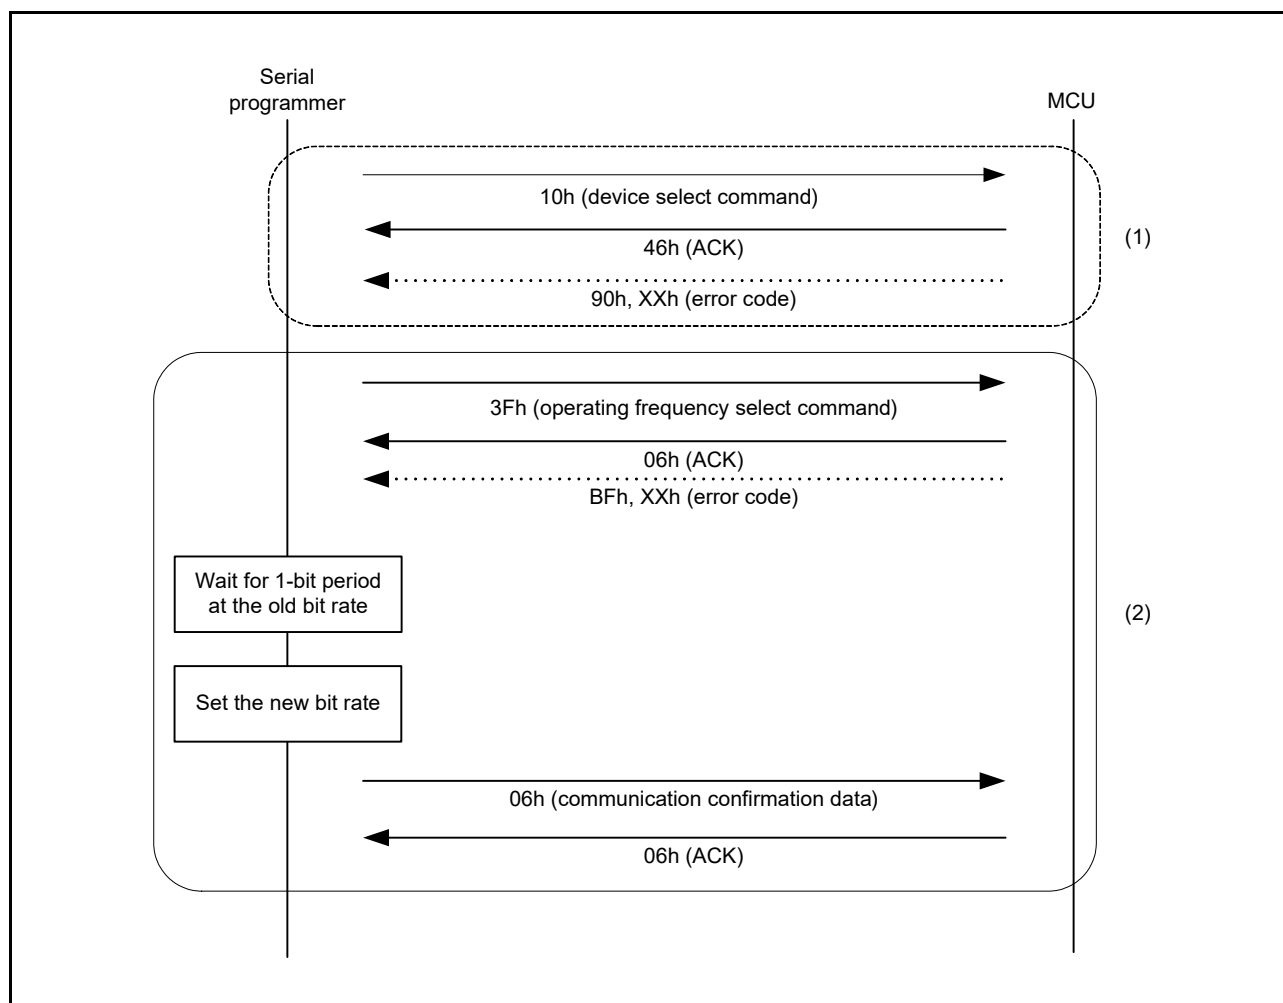 Serial
programmer
MCU
10h (device select command)
46h (ACK)
90h, XXh (error code)
(1)
3Fh (operating frequency select command)
06h (ACK)
BFh, XXh (error code)
Wait for 1-bit period
at the old bit rate
(2)
Set the new bit rate
06h (communication confirmation data)
06h (ACK)